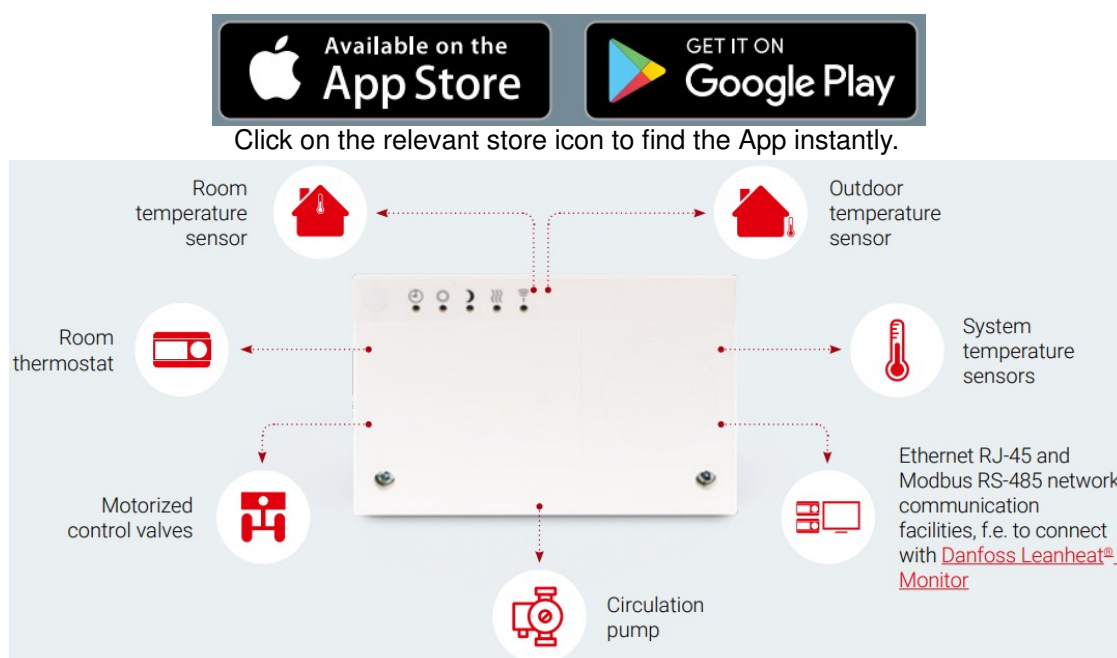 Available on the
App Store
GET IT ON
Google Play
Click on the relevant store icon to find the App instantly.
Room
temperature
sensor
Outdoor
temperature
sensor
Room
thermostat
System
temperature
sensors
Motorized
control valves
Ethernet RJ-45 and
Modbus RS-485 network
communication
facilities, f.e. to connect
with Danfoss Leanheat®
Monitor
Circulation
pump